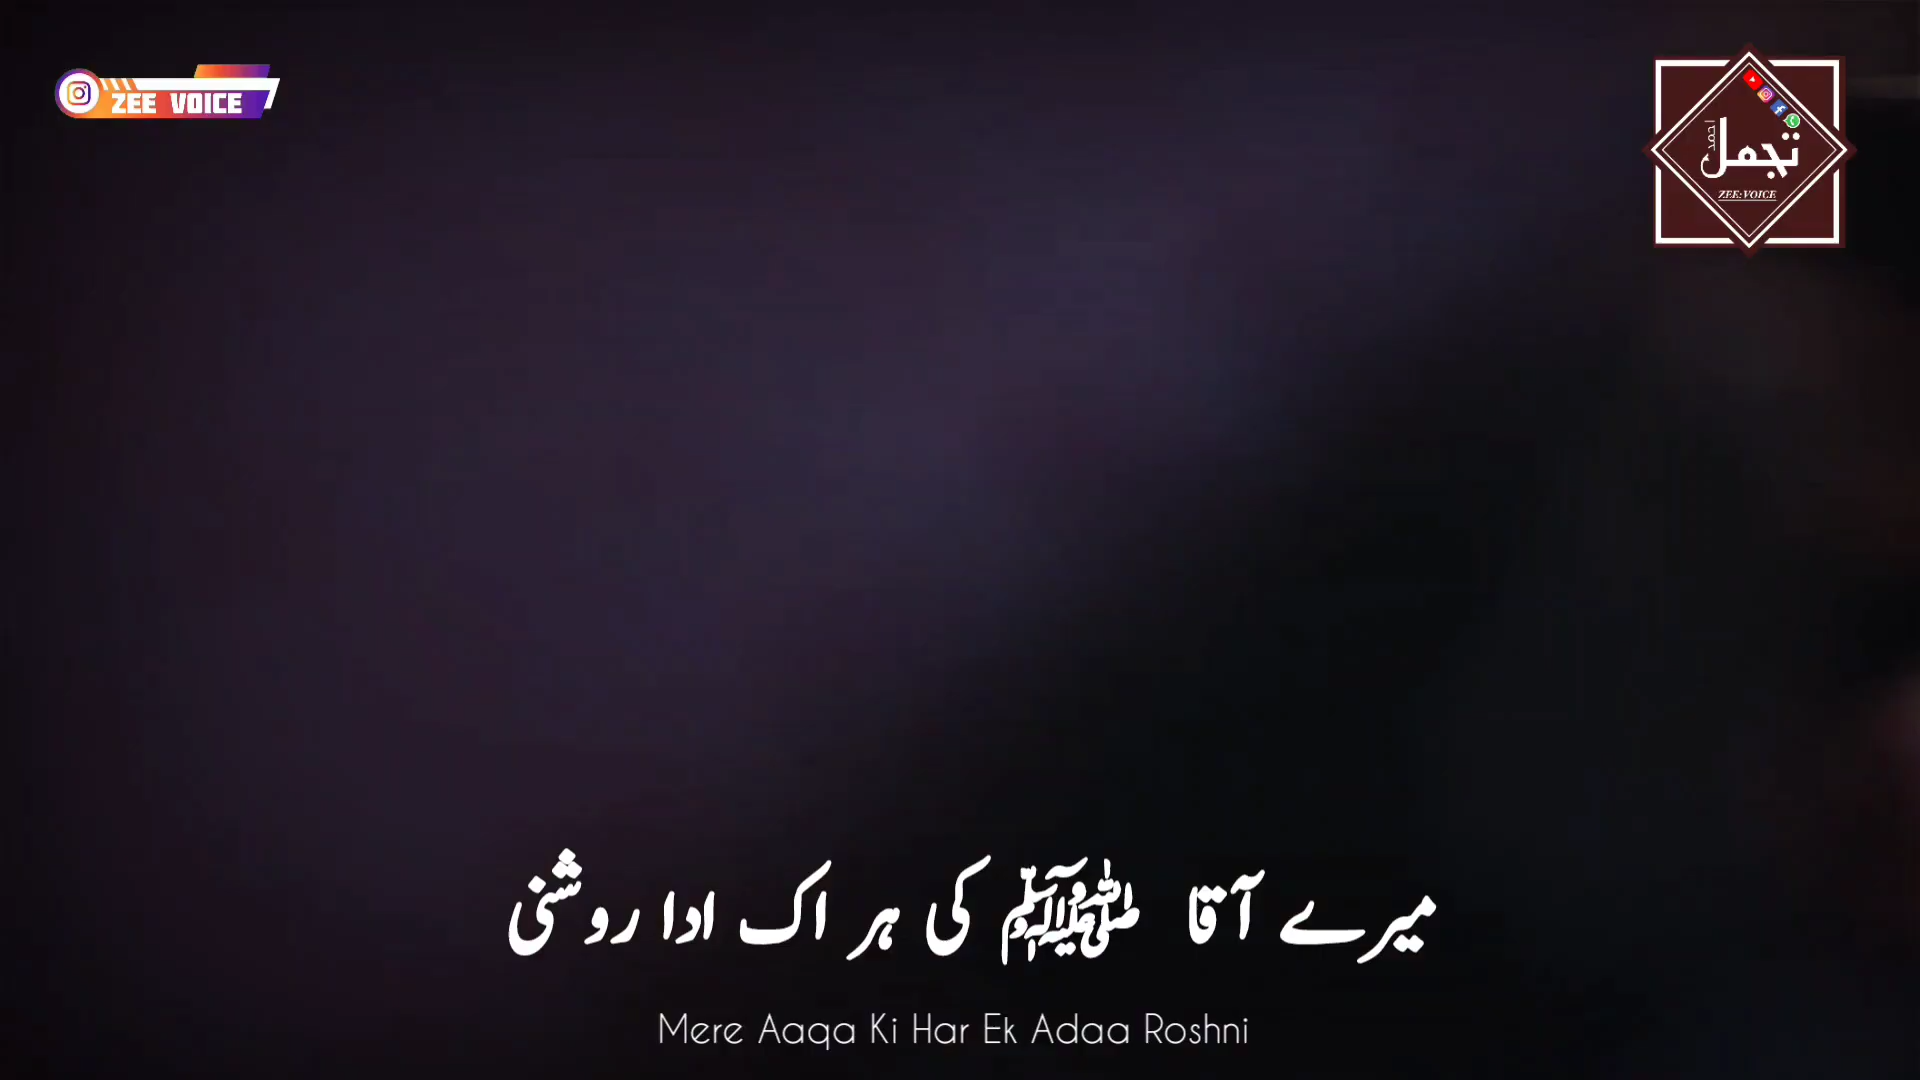 ZEE VOICE
احمد
تجمل
ZEE:VOICE
میرے آقا ﷺ کی ہر اک ادا روشنی
Mere Aaqa Ki Har Ek Adaa Roshni